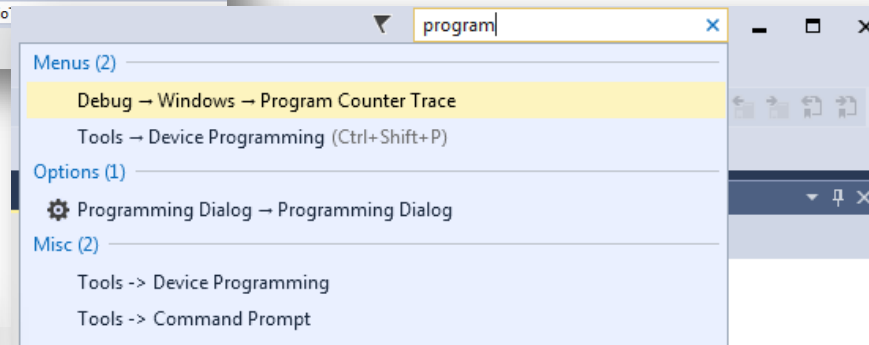 program
Menus (2)
Debug → Windows → Program Counter Trace
Tools → Device Programming (Ctrl+Shift+P)
Options (1)
Programming Dialog → Programming Dialog
Misc (2)
Tools -> Device Programming
Tools -> Command Prompt